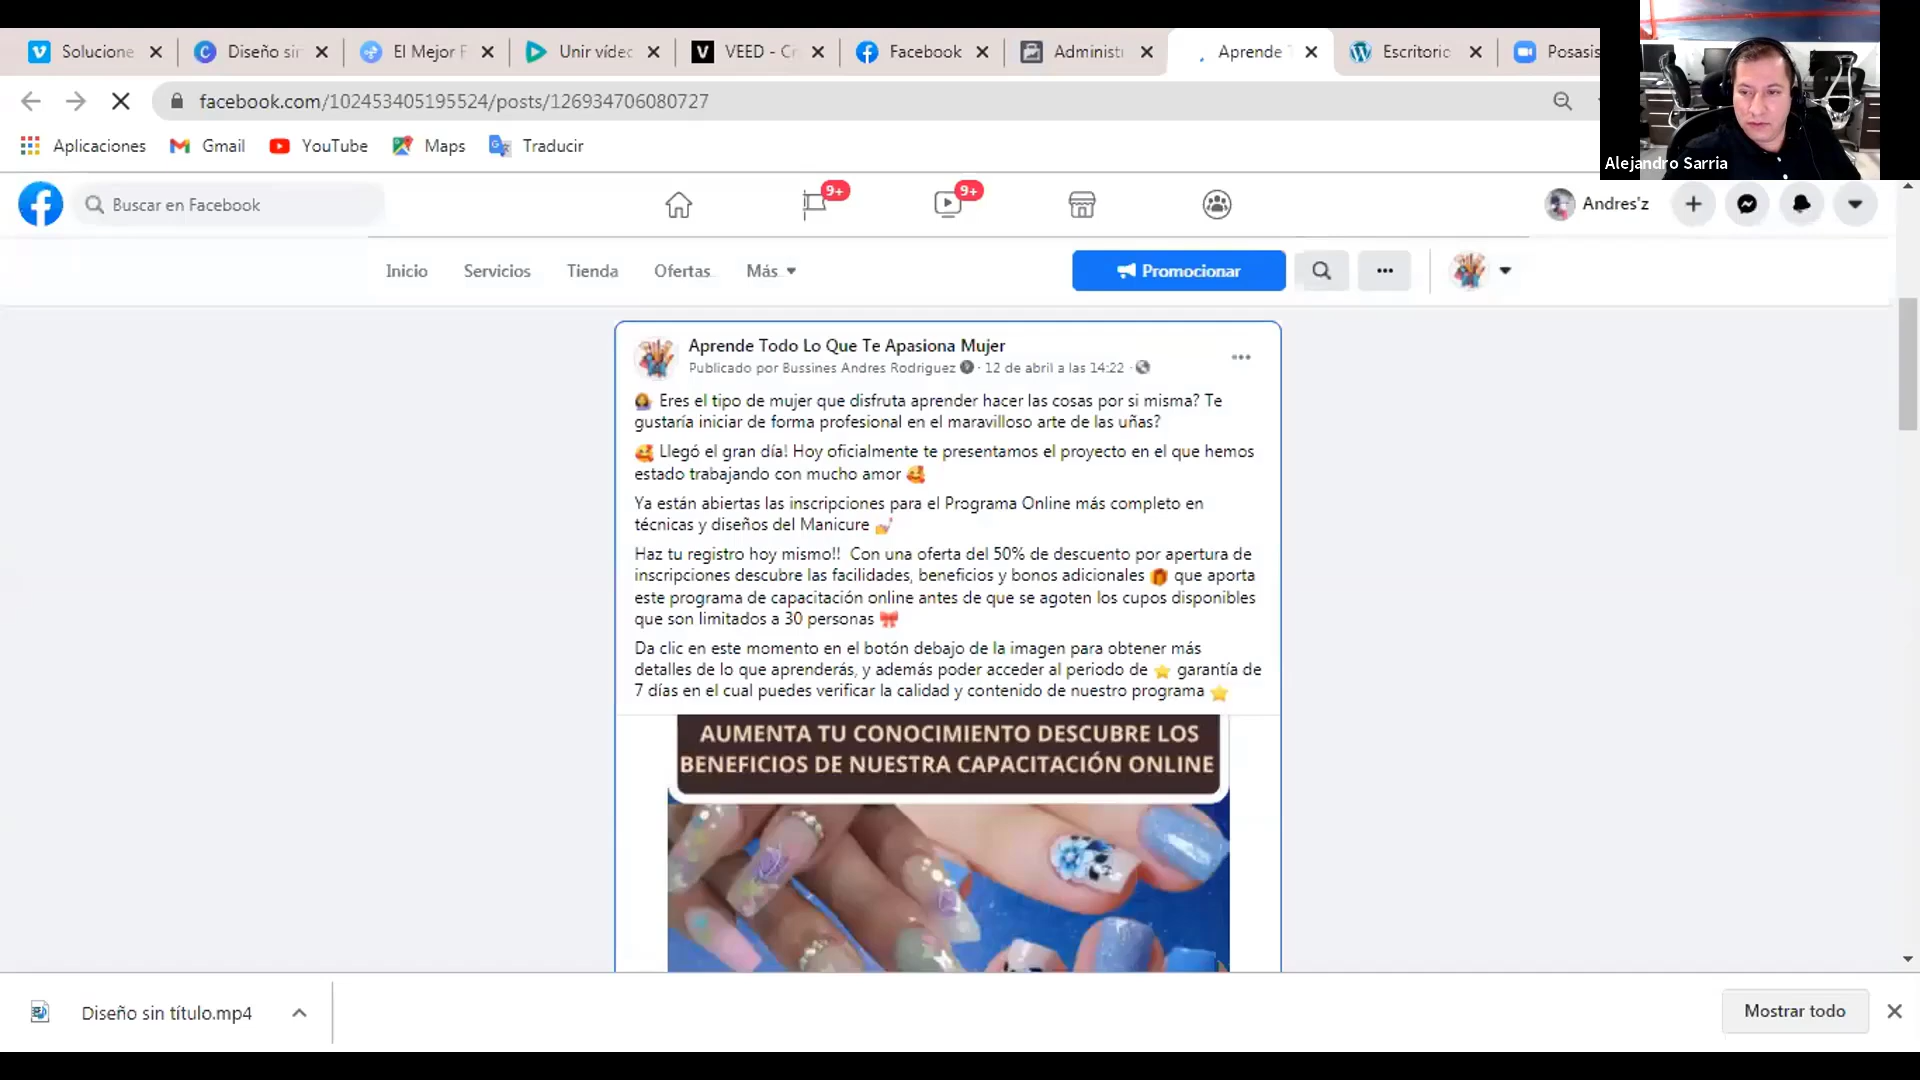 Solucione
Diseño sin
El Mejor F
Unir vídeo
VEED - Cr
Facebook
Administr
Aprende T
Escritorio
Posasis
facebook.com/102453405195524/posts/126934706080727
Aplicaciones
Gmail
YouTube
Maps
Traducir
Alejandro Sarria
Buscar en Facebook
9+
9+
Andres'z
Inicio
Servicios
Tienda
Ofertas
Más
Promocionar
Aprende Todo Lo Que Te Apasiona Mujer
Publicado por Bussines Andres Rodriguez · 12 de abril a las 14:22 ·
Eres el tipo de mujer que disfruta aprender hacer las cosas por si misma? Te
gustaría iniciar de forma profesional en el maravilloso arte de las uñas?
🥰 Llegó el gran día! Hoy oficialmente te presentamos el proyecto en el que hemos
estado trabajando con mucho amor 🥰
Ya están abiertas las inscripciones para el Programa Online más completo en
técnicas y diseños del Manicure 💅
Haz tu registro hoy mismo!! Con una oferta del 50% de descuento por apertura de
inscripciones descubre las facilidades, beneficios y bonos adicionales 🎁 que aporta
este programa de capacitación online antes de que se agoten los cupos disponibles
que son limitados a 30 personas 🎀
Da clic en este momento en el botón debajo de la imagen para obtener más
detalles de lo que aprenderás, y además poder acceder al periodo de ⭐ garantía de
7 días en el cual puedes verificar la calidad y contenido de nuestro programa ⭐
AUMENTA TU CONOCIMIENTO DESCUBRE LOS
BENEFICIOS DE NUESTRA CAPACITACIÓN ONLINE
Diseño sin título.mp4
Mostrar todo